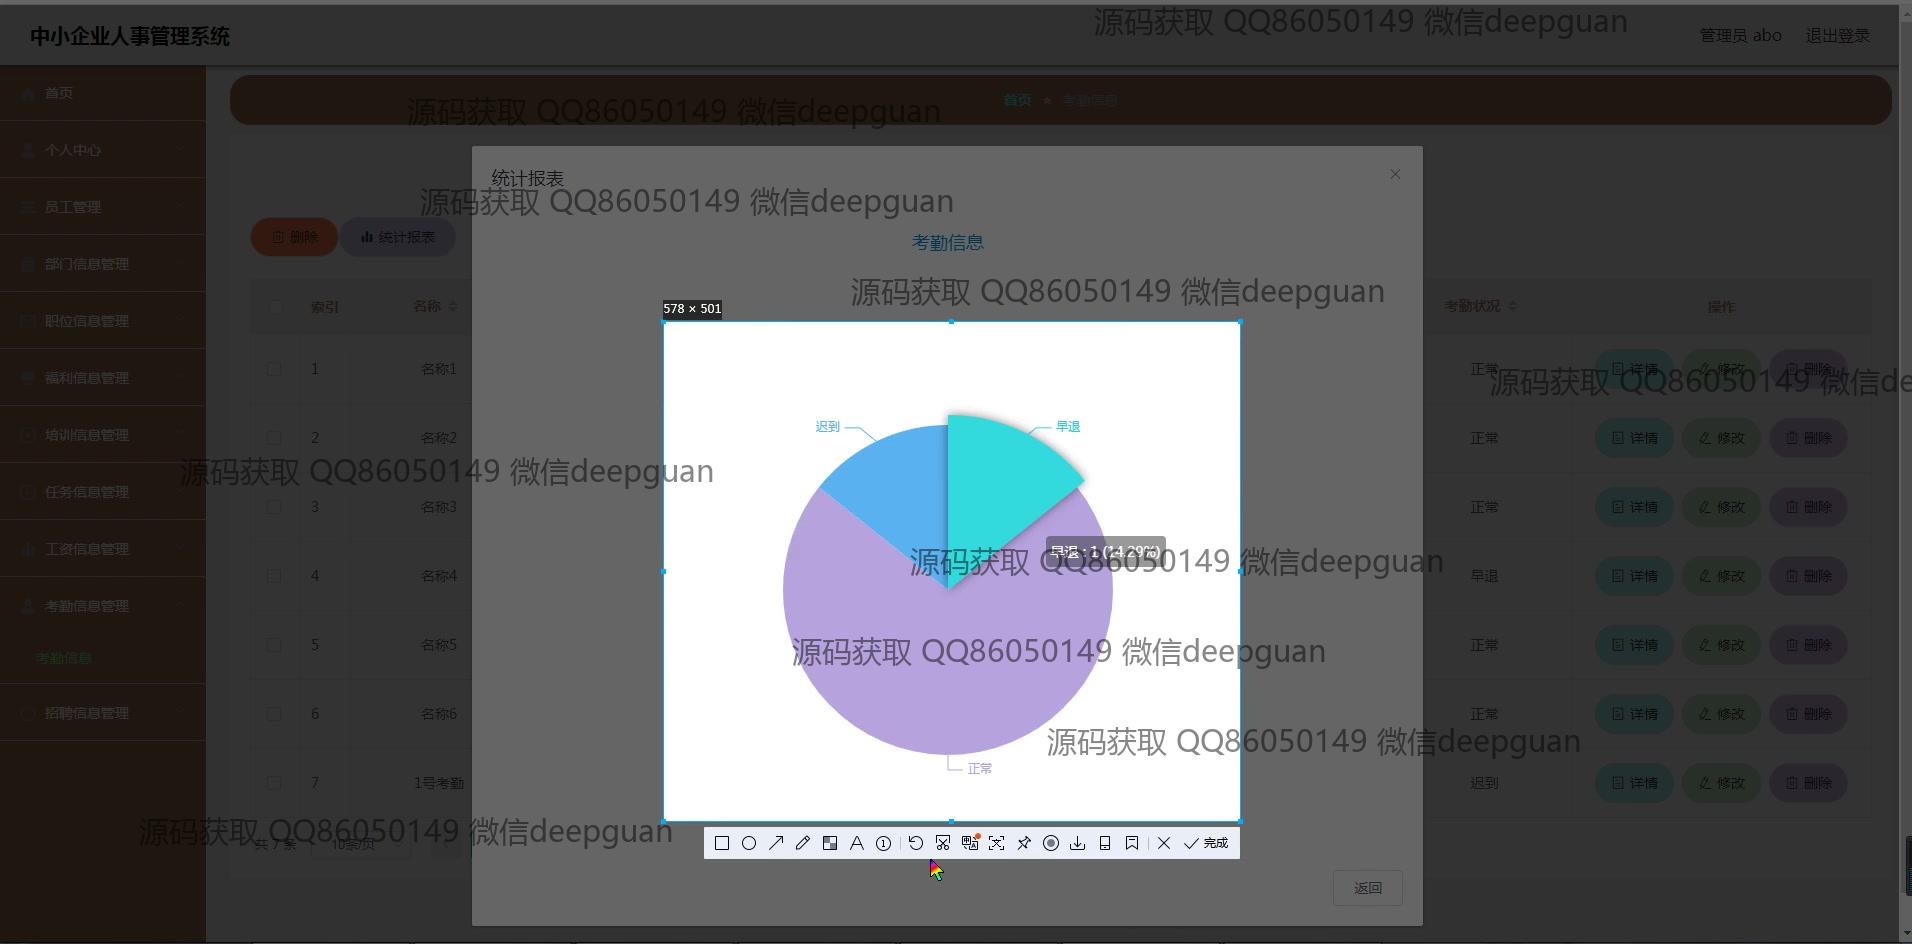 源码获取 QQ86050149 微信deepguan
中小企业人事管理系统
管理员 abo
退出登录
首页
个人中心
员工管理
部门信息管理
职位信息管理
福利信息管理
培训信息管理
任务信息管理
工资信息管理
考勤信息管理
考勤信息
招聘信息管理
首页 ★ 考勤信息
源码获取 QQ86050149 微信deepguan
统计报表
源码获取 QQ86050149 微信deepguan
删除
统计报表
考勤信息
源码获取 QQ86050149 微信deepguan
578 × 501
索引 名称 考勤状况 操作
1 名称1 正常 详情 修改 删除
源码获取 QQ86050149 微信de
2 名称2 正常 详情 修改 删除
源码获取 QQ86050149 微信deepguan
3 名称3 正常 详情 修改 删除
4 名称4 早退 详情 修改 删除
5 名称5 正常 详情 修改 删除
6 名称6 正常 详情 修改 删除
7 1号考勤 迟到 详情 修改 删除
迟到
早退
早退 : 1 (14.29%)
源码获取 QQ86050149 微信deepguan
源码获取 QQ86050149 微信deepguan
源码获取 QQ86050149 微信deepguan
正常
源码获取 QQ86050149 微信deepguan
共 7 条
10条/页
完成
返回